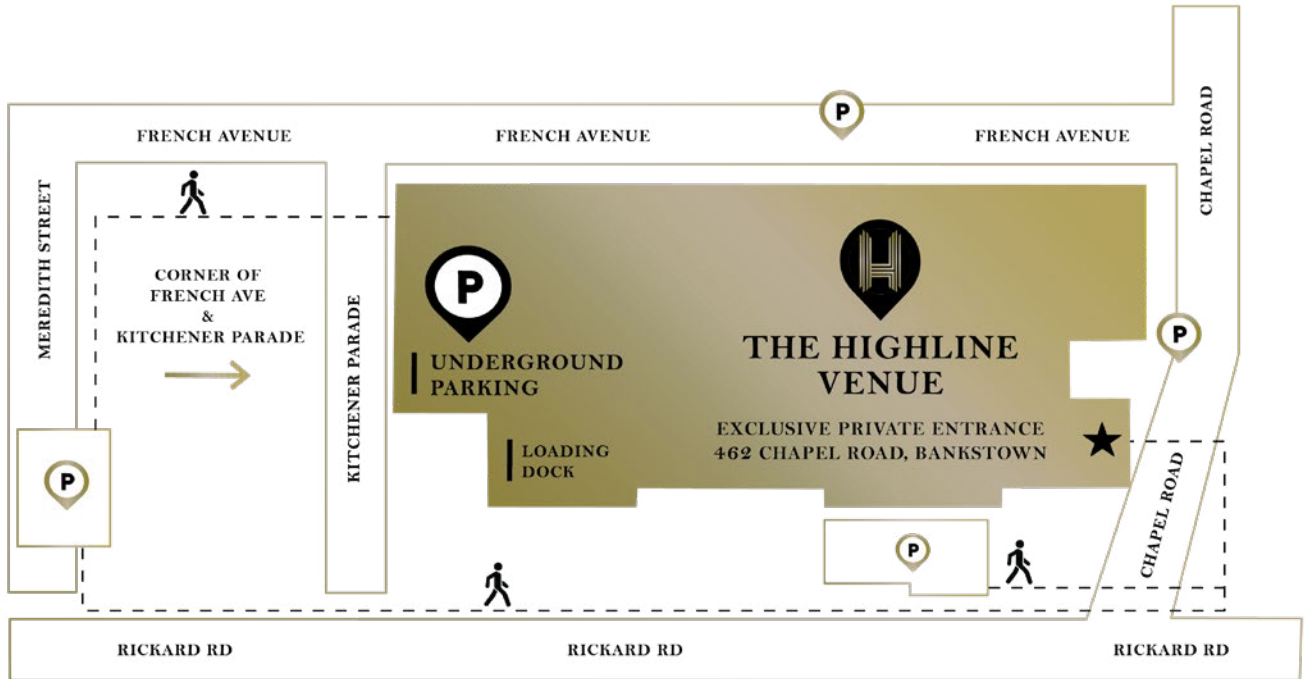 P
CHAPEL ROAD
FRENCH AVENUE
FRENCH AVENUE
FRENCH AVENUE
MEREDITH STREET
CORNER OF
FRENCH AVE
&
KITCHENER PARADE
KITCHENER PARADE
P
UNDERGROUND
PARKING
LOADING
DOCK
H
THE HIGHLINE
VENUE
EXCLUSIVE PRIVATE ENTRANCE
462 CHAPEL ROAD, BANKSTOWN
P
CHAPEL ROAD
P
P
RICKARD RD
RICKARD RD
RICKARD RD